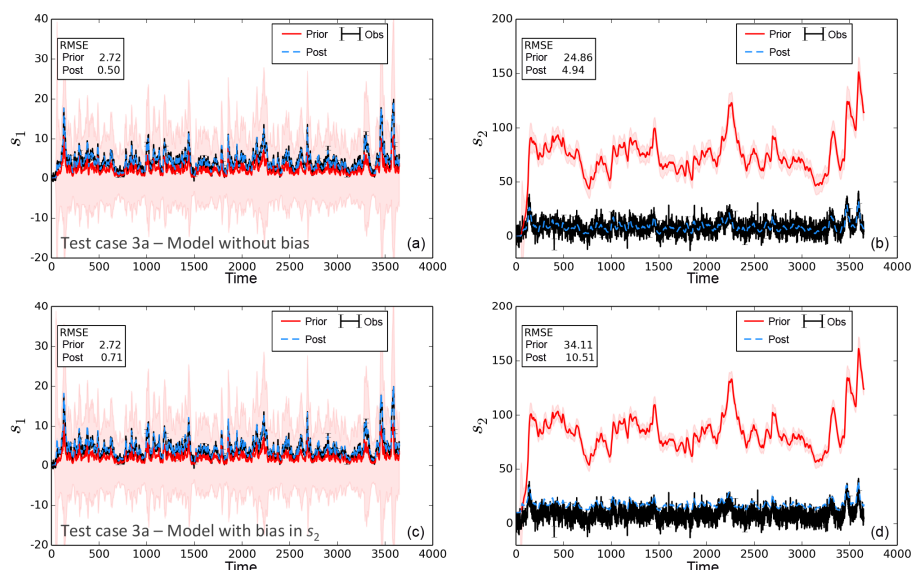 40
30
20
10
0
−10
−20
s1
RMSE
Prior 2.72
Post 0.50
Prior Obs
Post
Test case 3a – Model without bias
(a)
0 500 1000 1500 2000 2500 3000 3500 4000
Time
200
150
100
50
0
s2
RMSE
Prior 24.86
Post 4.94
Prior Obs
Post
(b)
0 500 1000 1500 2000 2500 3000 3500 4000
Time
40
30
20
10
0
−10
−20
s1
RMSE
Prior 2.72
Post 0.71
Prior Obs
Post
Test case 3a – Model with bias in s2
(c)
0 500 1000 1500 2000 2500 3000 3500 4000
Time
200
150
100
50
0
s2
RMSE
Prior 34.11
Post 10.51
Prior Obs
Post
(d)
0 500 1000 1500 2000 2500 3000 3500 4000
Time